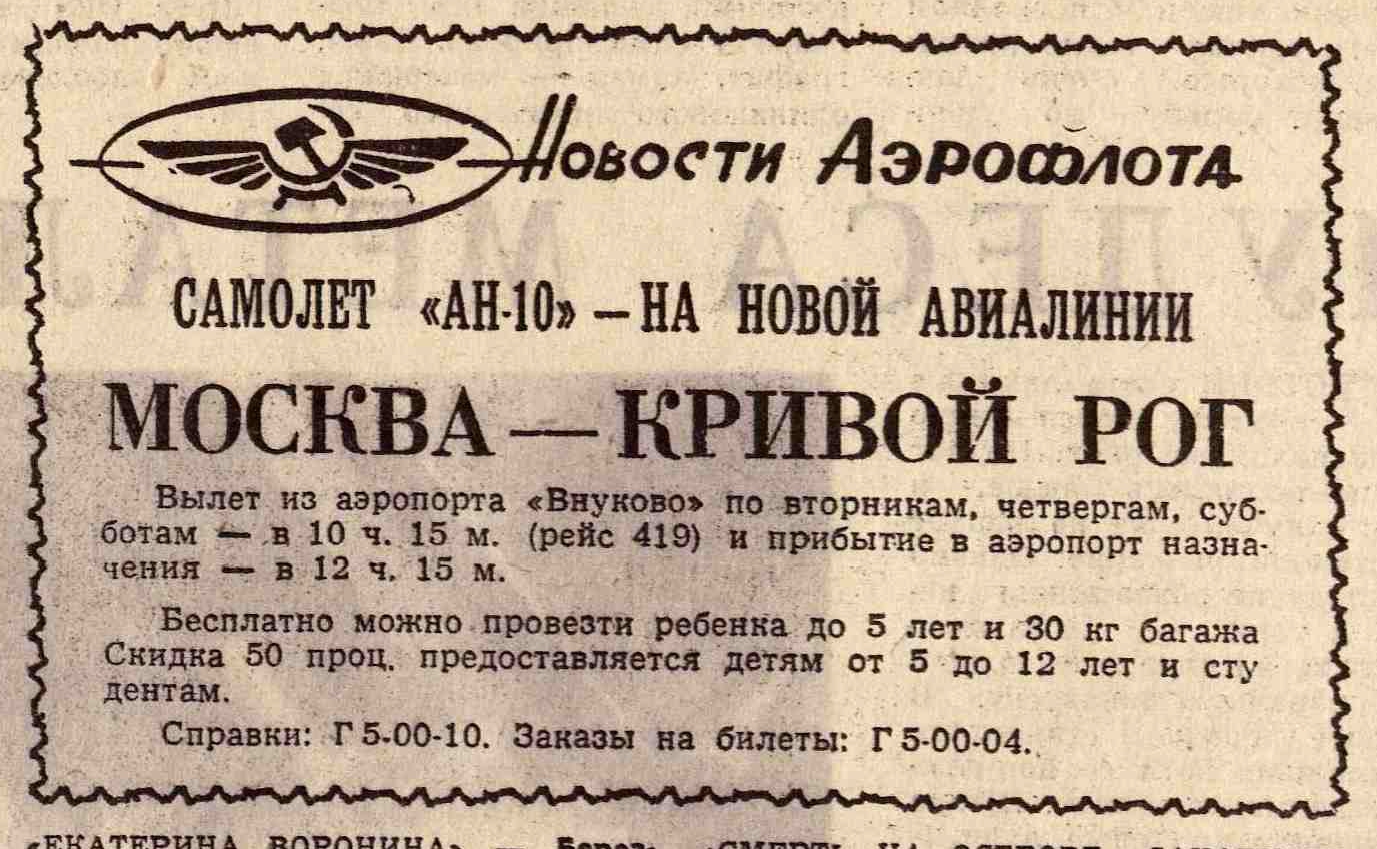 Новости Аэрофлота
САМОЛЕТ «АН-10» — НА НОВОЙ АВИАЛИНИИ
МОСКВА — КРИВОЙ РОГ
Вылет из аэропорта «Внуково» по вторникам, четвергам, суб-
ботам — в 10 ч. 15 м. (рейс 419) и прибытие в аэропорт назна-
чения — в 12 ч. 15 м.
Бесплатно можно провезти ребенка до 5 лет и 30 кг багажа
Скидка 50 проц. предоставляется детям от 5 до 12 лет и сту
дентам.
Справки: Г 5-00-10. Заказы на билеты: Г 5-00-04.
«ЕКАТЕРИНА ВОРОНИНА» —